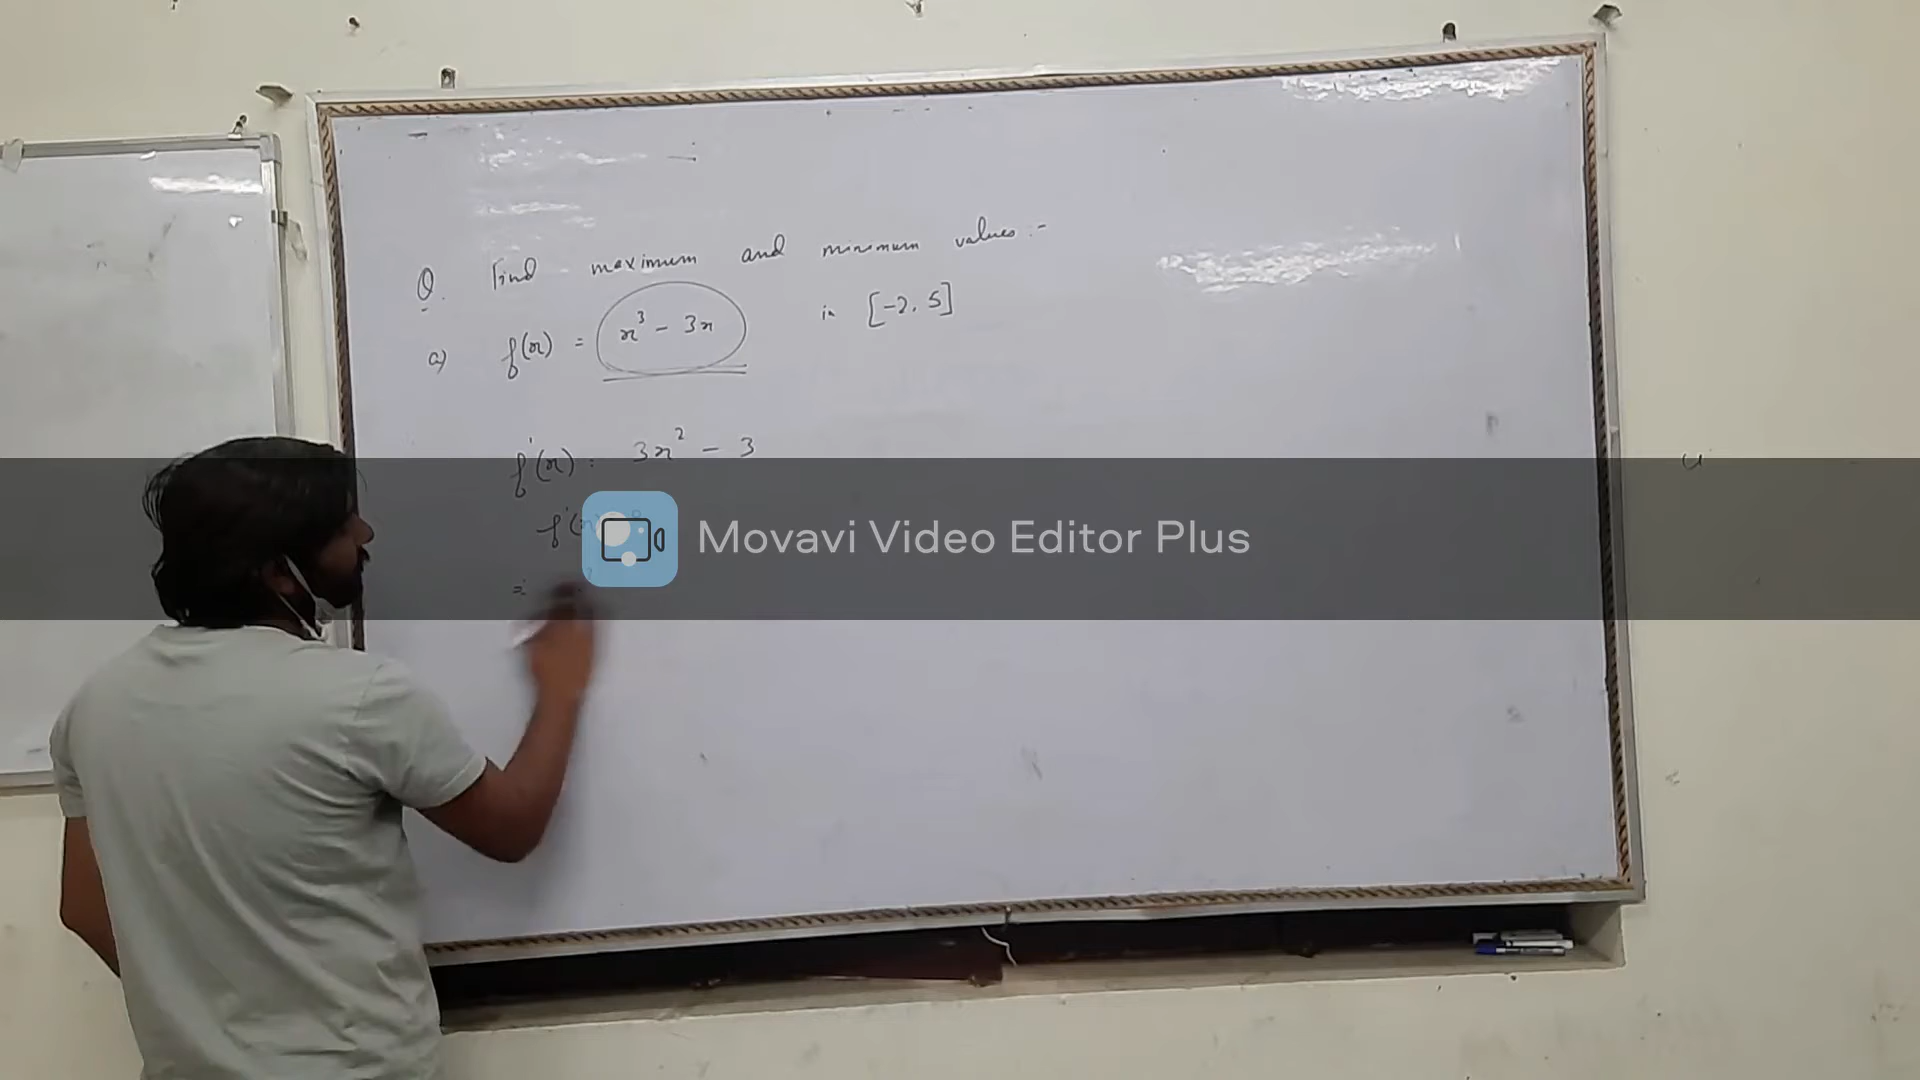 Q. Find maximum and minimum values :-
a) f(x) = x³ - 3x in [-2, 5]
f'(x) = 3x² - 3
Movavi Video Editor Plus